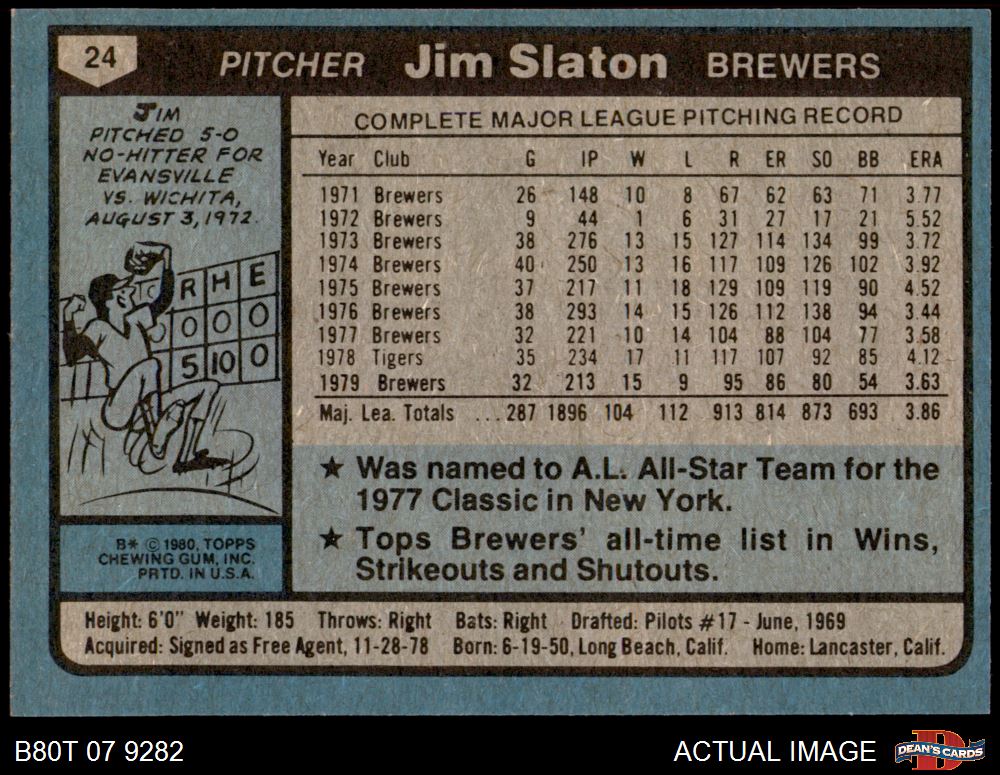 24
PITCHER Jim Slaton BREWERS
JIM
PITCHED 5-0
NO-HITTER FOR
EVANSVILLE
VS. WICHITA,
AUGUST 3, 1972.
R H E
0 0 0
5 10 0
B* © 1980, TOPPS
CHEWING GUM, INC.
PRTD. IN U.S.A.
COMPLETE MAJOR LEAGUE PITCHING RECORD
Year Club G IP W L R ER SO BB ERA
1971 Brewers 26 148 10 8 67 62 63 71 3.77
1972 Brewers 9 44 1 6 31 27 17 21 5.52
1973 Brewers 38 276 13 15 127 114 134 99 3.72
1974 Brewers 40 250 13 16 117 109 126 102 3.92
1975 Brewers 37 217 11 18 129 109 119 90 4.52
1976 Brewers 38 293 14 15 126 112 138 94 3.44
1977 Brewers 32 221 10 14 104 88 104 77 3.58
1978 Tigers 35 234 17 11 117 107 92 85 4.12
1979 Brewers 32 213 15 9 95 86 80 54 3.63
Maj. Lea. Totals ...287 1896 104 112 913 814 873 693 3.86
★ Was named to A.L. All-Star Team for the
1977 Classic in New York.
★ Tops Brewers' all-time list in Wins,
Strikeouts and Shutouts.
Height: 6'0" Weight: 185 Throws: Right Bats: Right Drafted: Pilots #17 - June, 1969
Acquired: Signed as Free Agent, 11-28-78 Born: 6-19-50, Long Beach, Calif. Home: Lancaster, Calif.
B80T 07 9282
ACTUAL IMAGE
DEAN'S CARDS